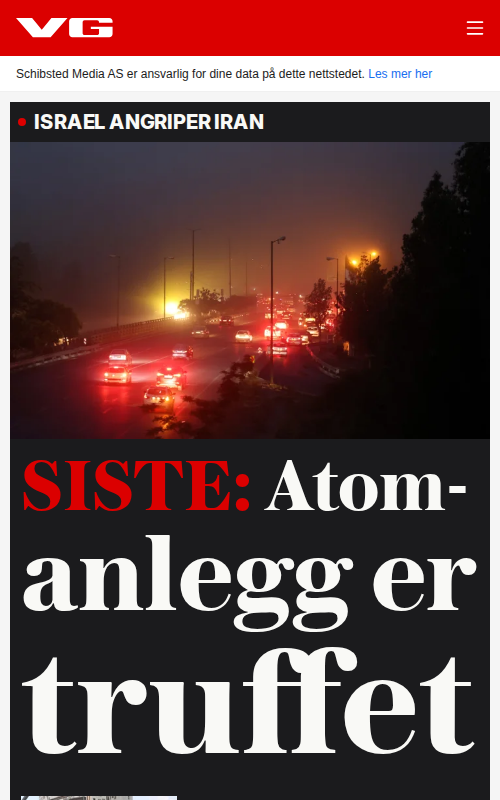 VG
Schibsted Media AS er ansvarlig for dine data på dette nettstedet. Les mer her
ISRAEL ANGRIPER IRAN
SISTE: Atom-
anlegg er
truffet